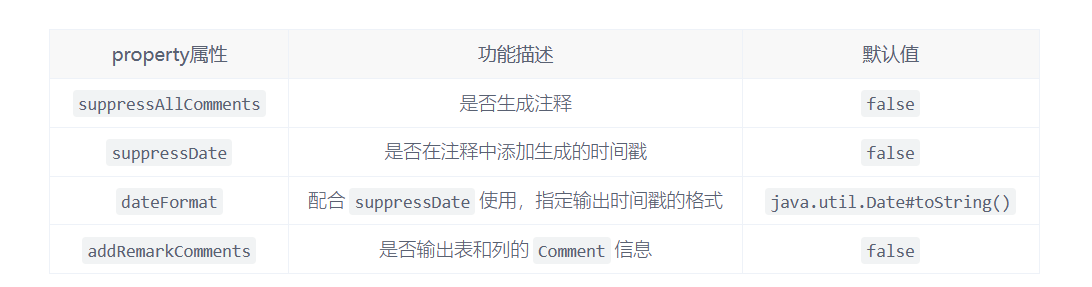 property属性 功能描述 默认值
suppressAllComments 是否生成注释 false
suppressDate 是否在注释中添加生成的时间戳 false
dateFormat 配合 suppressDate 使用，指定输出时间戳的格式 java.util.Date#toString()
addRemarkComments 是否输出表和列的 Comment 信息 false